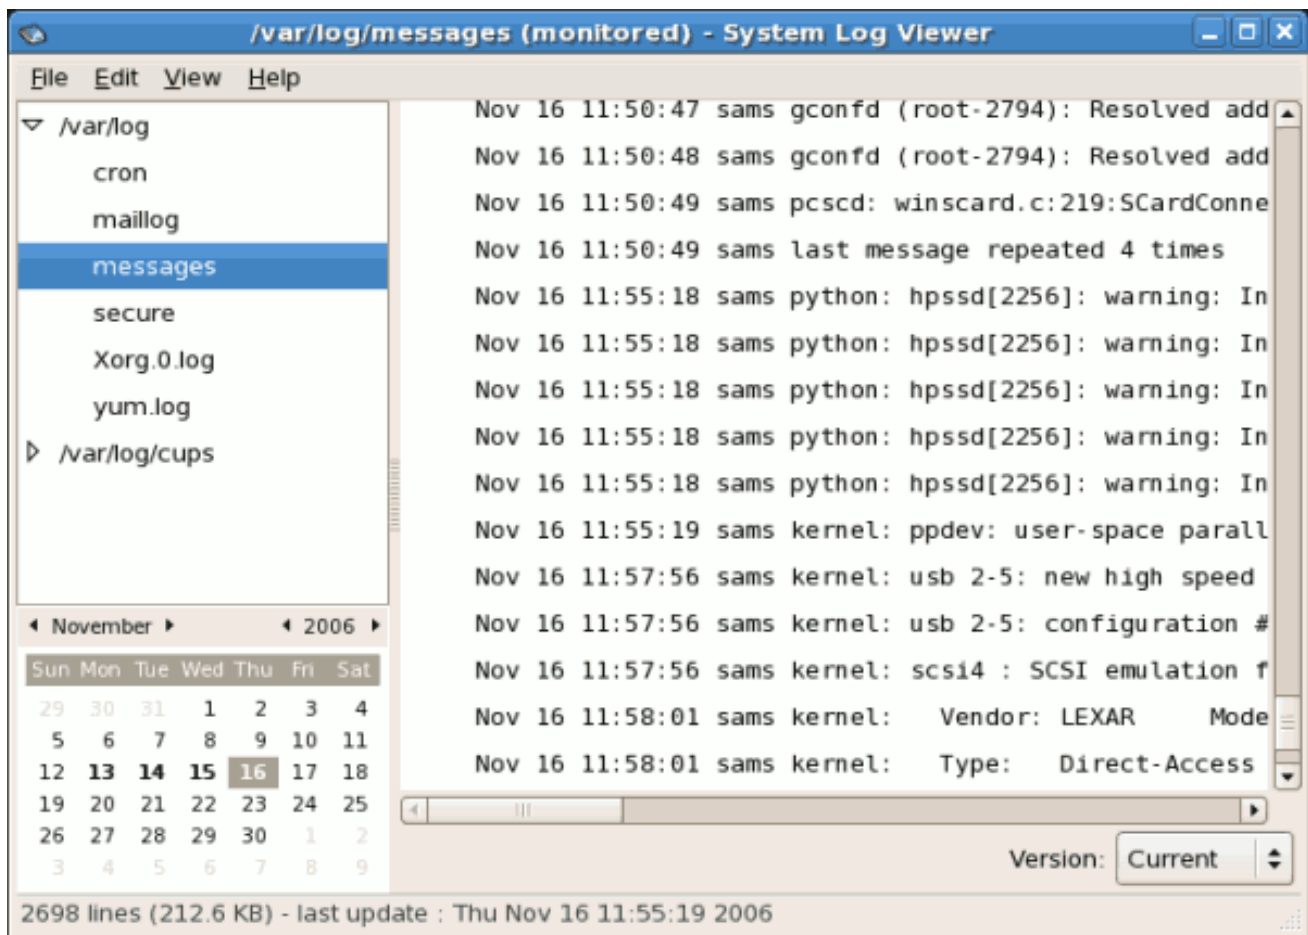 /var/log/messages (monitored) - System Log Viewer
File Edit View Help
/var/log
cron
maillog
messages
secure
Xorg.0.log
yum.log
/var/log/cups
November 2006
Sun Mon Tue Wed Thu Fri Sat
29 30 31 1 2 3 4
5 6 7 8 9 10 11
12 13 14 15 16 17 18
19 20 21 22 23 24 25
26 27 28 29 30 1 2
3 4 5 6 7 8 9
Nov 16 11:50:47 sams gconfd (root-2794): Resolved add
Nov 16 11:50:48 sams gconfd (root-2794): Resolved add
Nov 16 11:50:49 sams pcscd: winscard.c:219:SCardConne
Nov 16 11:50:49 sams last message repeated 4 times
Nov 16 11:55:18 sams python: hpssd[2256]: warning: In
Nov 16 11:55:18 sams python: hpssd[2256]: warning: In
Nov 16 11:55:18 sams python: hpssd[2256]: warning: In
Nov 16 11:55:18 sams python: hpssd[2256]: warning: In
Nov 16 11:55:18 sams python: hpssd[2256]: warning: In
Nov 16 11:55:19 sams kernel: ppdev: user-space parall
Nov 16 11:57:56 sams kernel: usb 2-5: new high speed
Nov 16 11:57:56 sams kernel: usb 2-5: configuration #
Nov 16 11:57:56 sams kernel: scsi4 : SCSI emulation f
Nov 16 11:58:01 sams kernel: Vendor: LEXAR Mode
Nov 16 11:58:01 sams kernel: Type: Direct-Access
Version: Current
2698 lines (212.6 KB) - last update : Thu Nov 16 11:55:19 2006